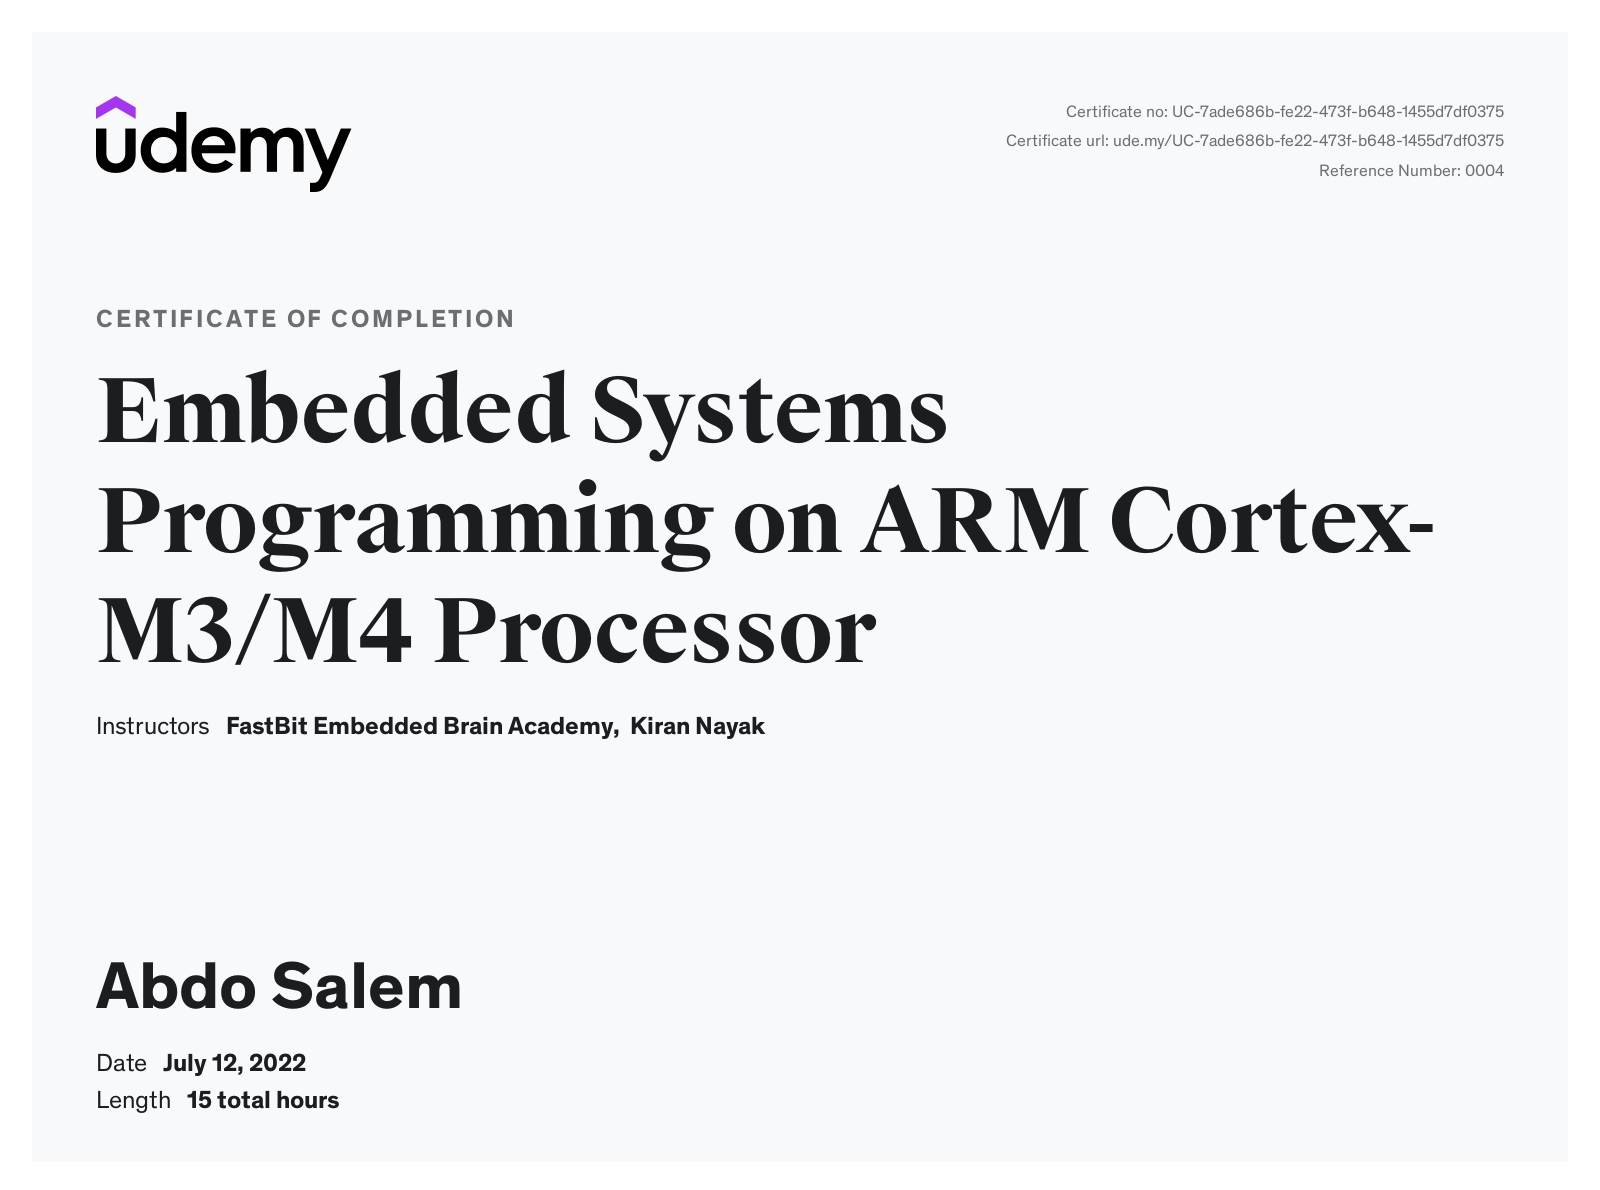 udemy
Certificate no: UC-7ade686b-fe22-473f-b648-1455d7df0375
Certificate url: ude.my/UC-7ade686b-fe22-473f-b648-1455d7df0375
Reference Number: 0004
CERTIFICATE OF COMPLETION
Embedded Systems
Programming on ARM Cortex-
M3/M4 Processor
Instructors FastBit Embedded Brain Academy, Kiran Nayak
Abdo Salem
Date July 12, 2022
Length 15 total hours